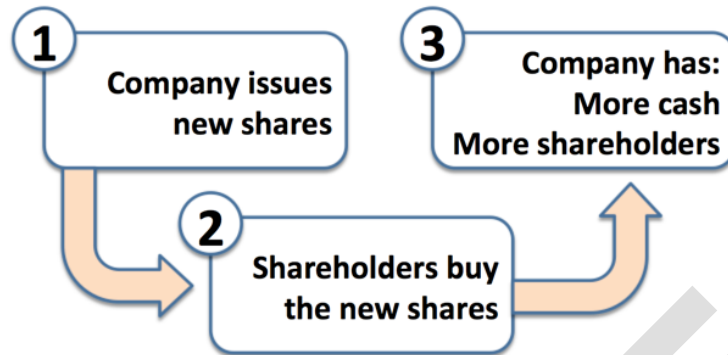 1
Company issues
new shares
2
Shareholders buy
the new shares
3
Company has:
More cash
More shareholders